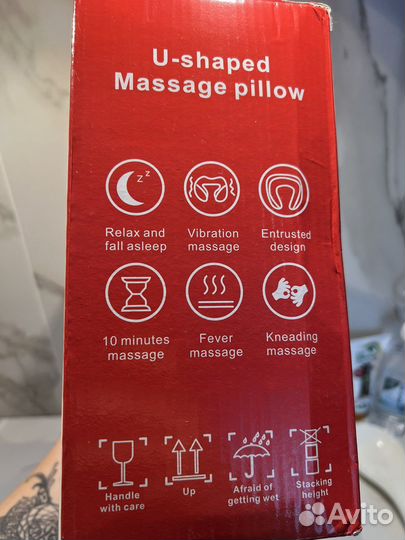 U-shaped
Massage pillow
z z
Relax and
fall asleep
Vibration
massage
Entrusted
design
10 minutes
massage
Fever
massage
Kneading
massage
Handle
with care
Up
Afraid of
getting wet
Stacking
height
Avito